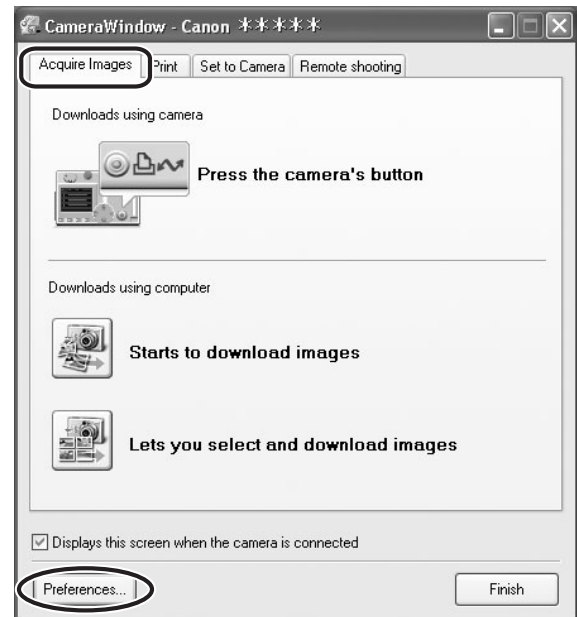 CameraWindow - Canon *****
Acquire Images Print Set to Camera Remote shooting
Downloads using camera
Press the camera's button
Downloads using computer
Starts to download images
Lets you select and download images
Displays this screen when the camera is connected
Preferences... Finish